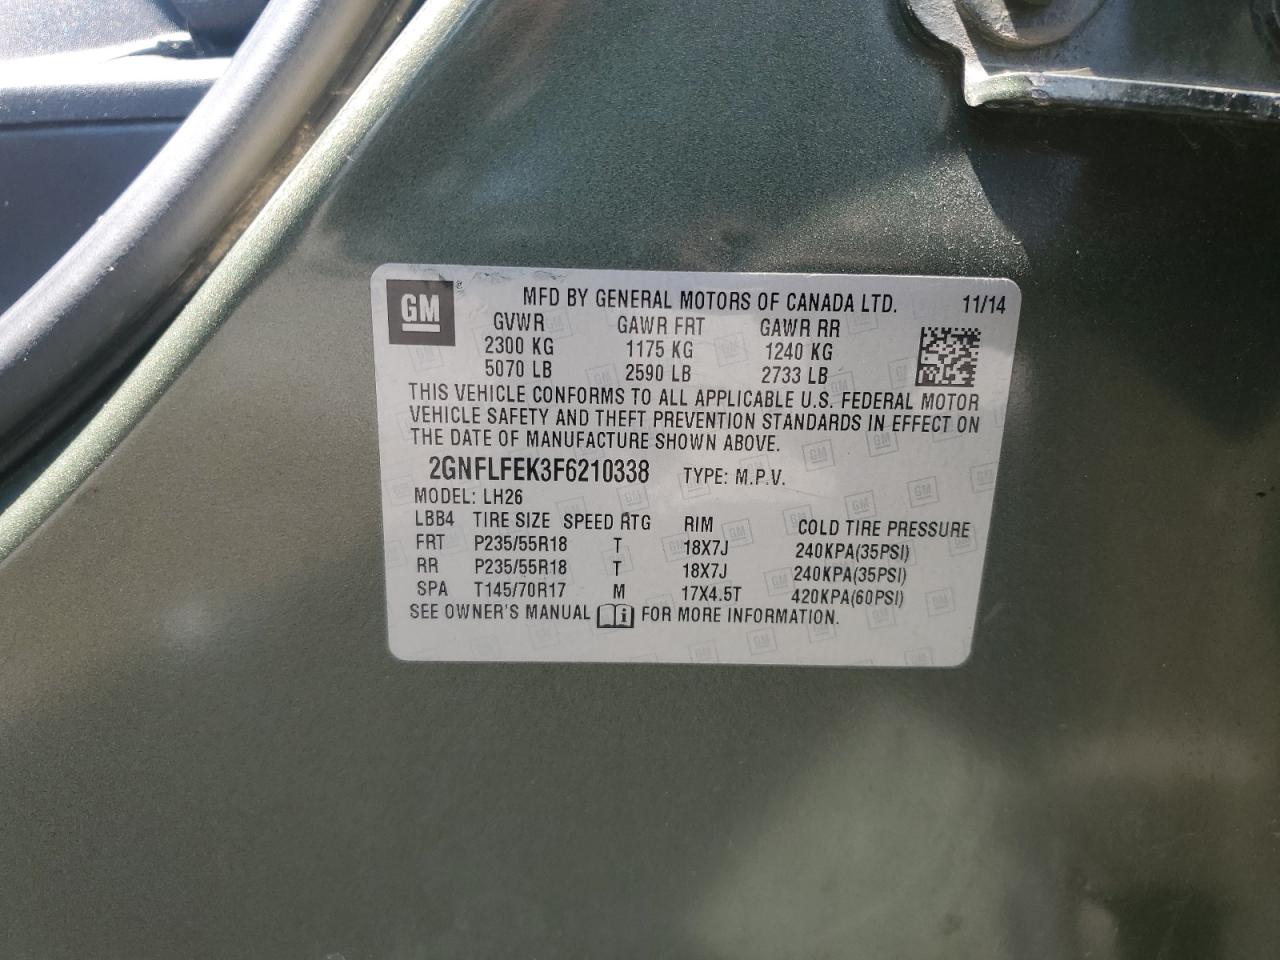 GM MFD BY GENERAL MOTORS OF CANADA LTD. 11/14
GVWR GAWR FRT GAWR RR
2300 KG 1175 KG 1240 KG
5070 LB 2590 LB 2733 LB
THIS VEHICLE CONFORMS TO ALL APPLICABLE U.S. FEDERAL MOTOR
VEHICLE SAFETY AND THEFT PREVENTION STANDARDS IN EFFECT ON
THE DATE OF MANUFACTURE SHOWN ABOVE.
2GNFLFEK3F6210338 TYPE: M.P.V.
MODEL: LH26
LBB4 TIRE SIZE SPEED RTG RIM COLD TIRE PRESSURE
FRT P235/55R18 T 18X7J 240KPA(35PSI)
RR P235/55R18 T 18X7J 240KPA(35PSI)
SPA T145/70R17 M 17X4.5T 420KPA(60PSI)
SEE OWNER'S MANUAL i FOR MORE INFORMATION.